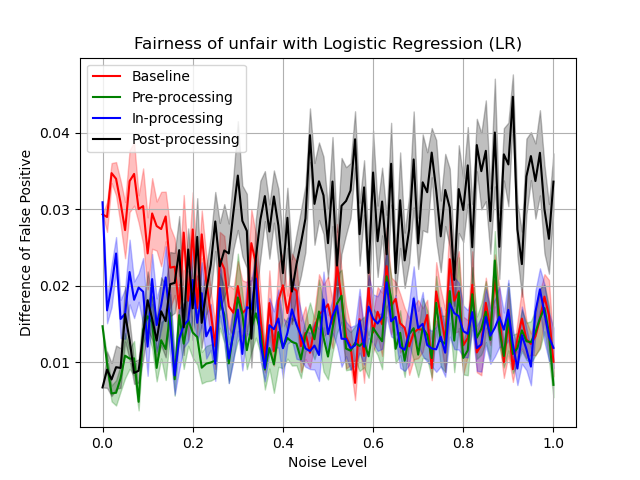 Fairness of unfair with Logistic Regression (LR)
Baseline
Pre-processing
In-processing
Post-processing
Difference of False Positive
0.04
0.03
0.02
0.01
0.0 0.2 0.4 0.6 0.8 1.0
Noise Level